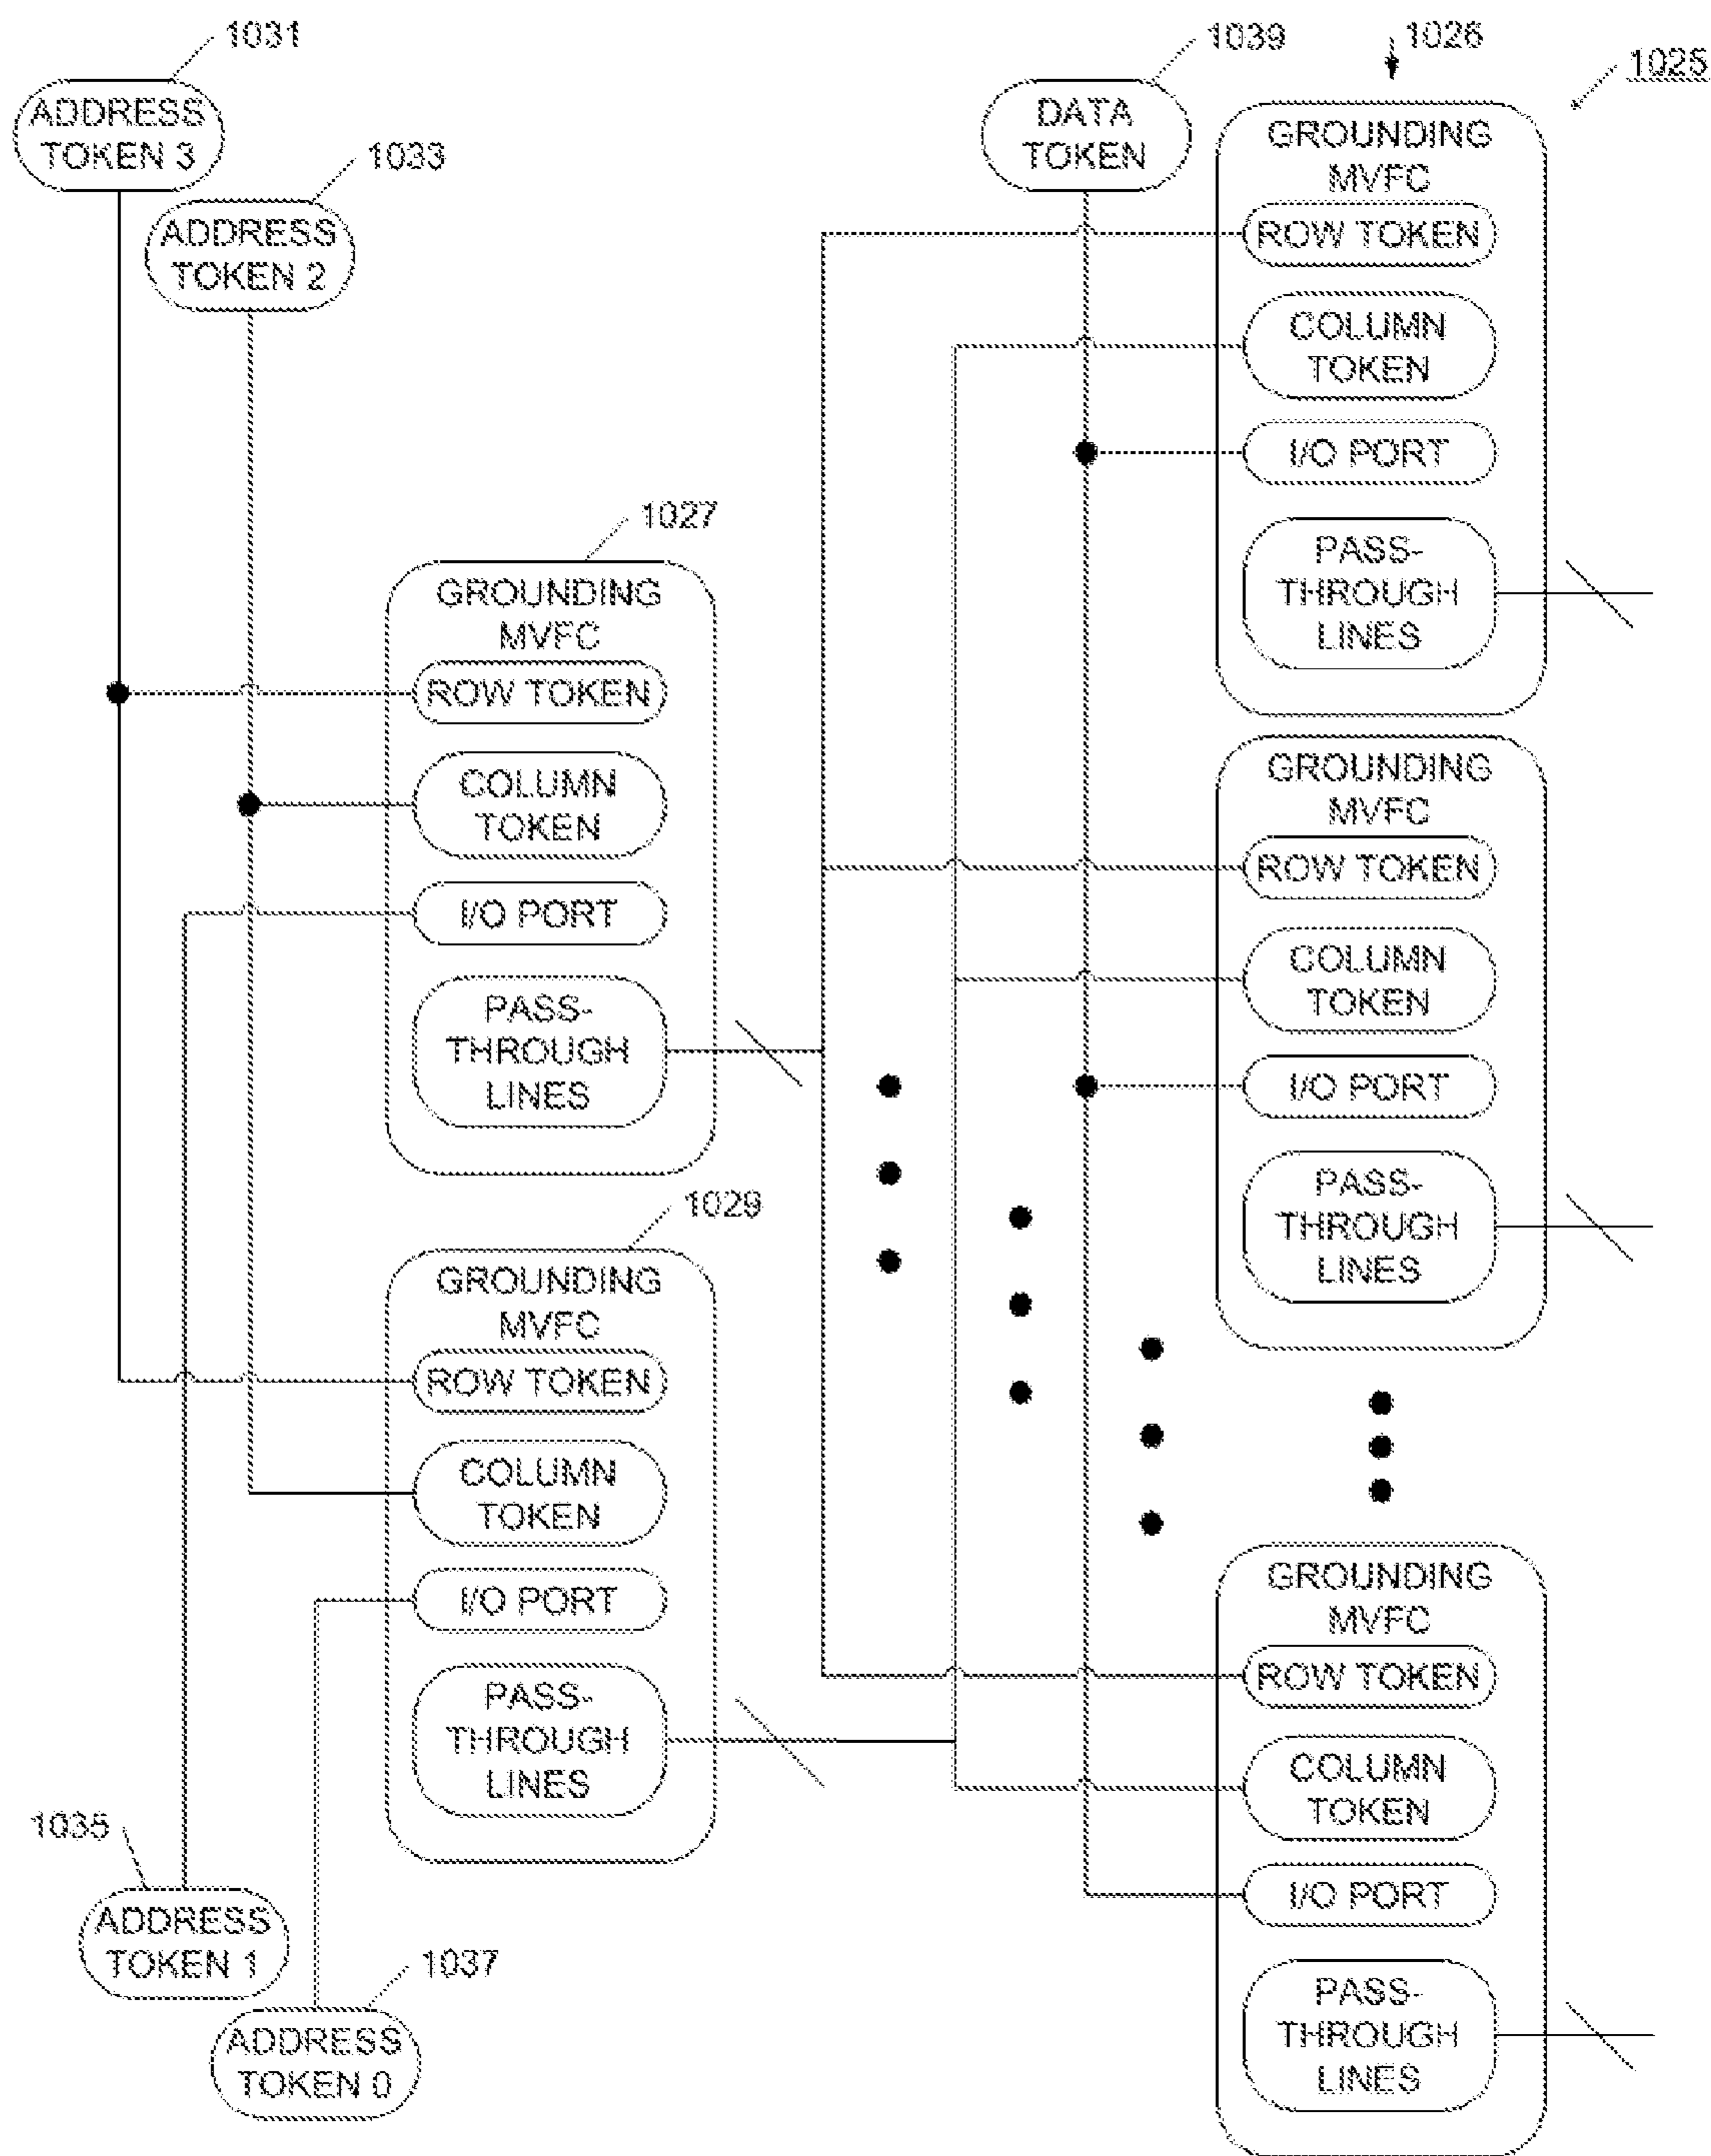 1031
ADDRESS
TOKEN 3
1033
ADDRESS
TOKEN 2
1039
DATA
TOKEN
1026
1025
GROUNDING
MVFC
ROW TOKEN
COLUMN
TOKEN
I/O PORT
PASS-
THROUGH
LINES
1027
GROUNDING
MVFC
ROW TOKEN
COLUMN
TOKEN
I/O PORT
PASS-
THROUGH
LINES
GROUNDING
MVFC
ROW TOKEN
COLUMN
TOKEN
I/O PORT
PASS-
THROUGH
LINES
1029
GROUNDING
MVFC
ROW TOKEN
COLUMN
TOKEN
I/O PORT
PASS-
THROUGH
LINES
GROUNDING
MVFC
ROW TOKEN
COLUMN
TOKEN
I/O PORT
PASS-
THROUGH
LINES
1035
ADDRESS
TOKEN 1
1037
ADDRESS
TOKEN 0